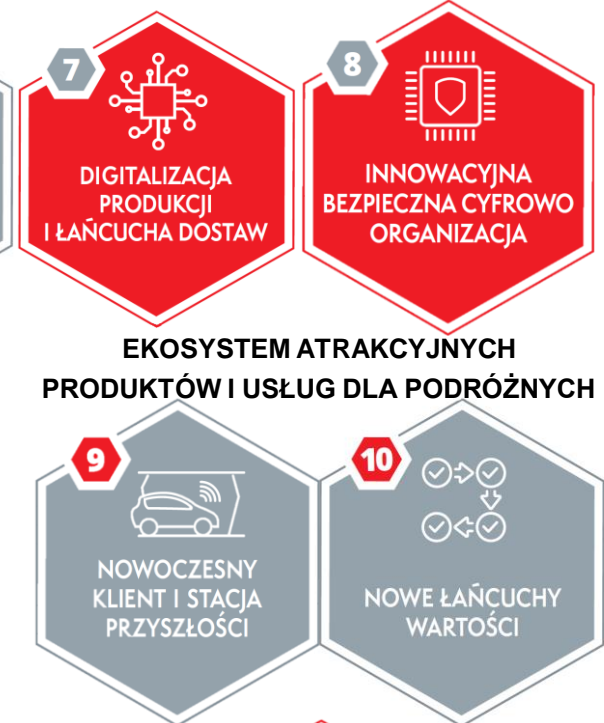 7
DIGITALIZACJA
PRODUKCJI
I ŁAŃCUCHA DOSTAW
8
INNOWACYJNA
BEZPIECZNA CYFROWO
ORGANIZACJA
EKOSYSTEM ATRAKCYJNYCH
PRODUKTÓW I USŁUG DLA PODRÓŻNYCH
9
NOWOCZESNY
KLIENT I STACJA
PRZYSZŁOŚCI
10
NOWE ŁAŃCUCHY
WARTOŚCI